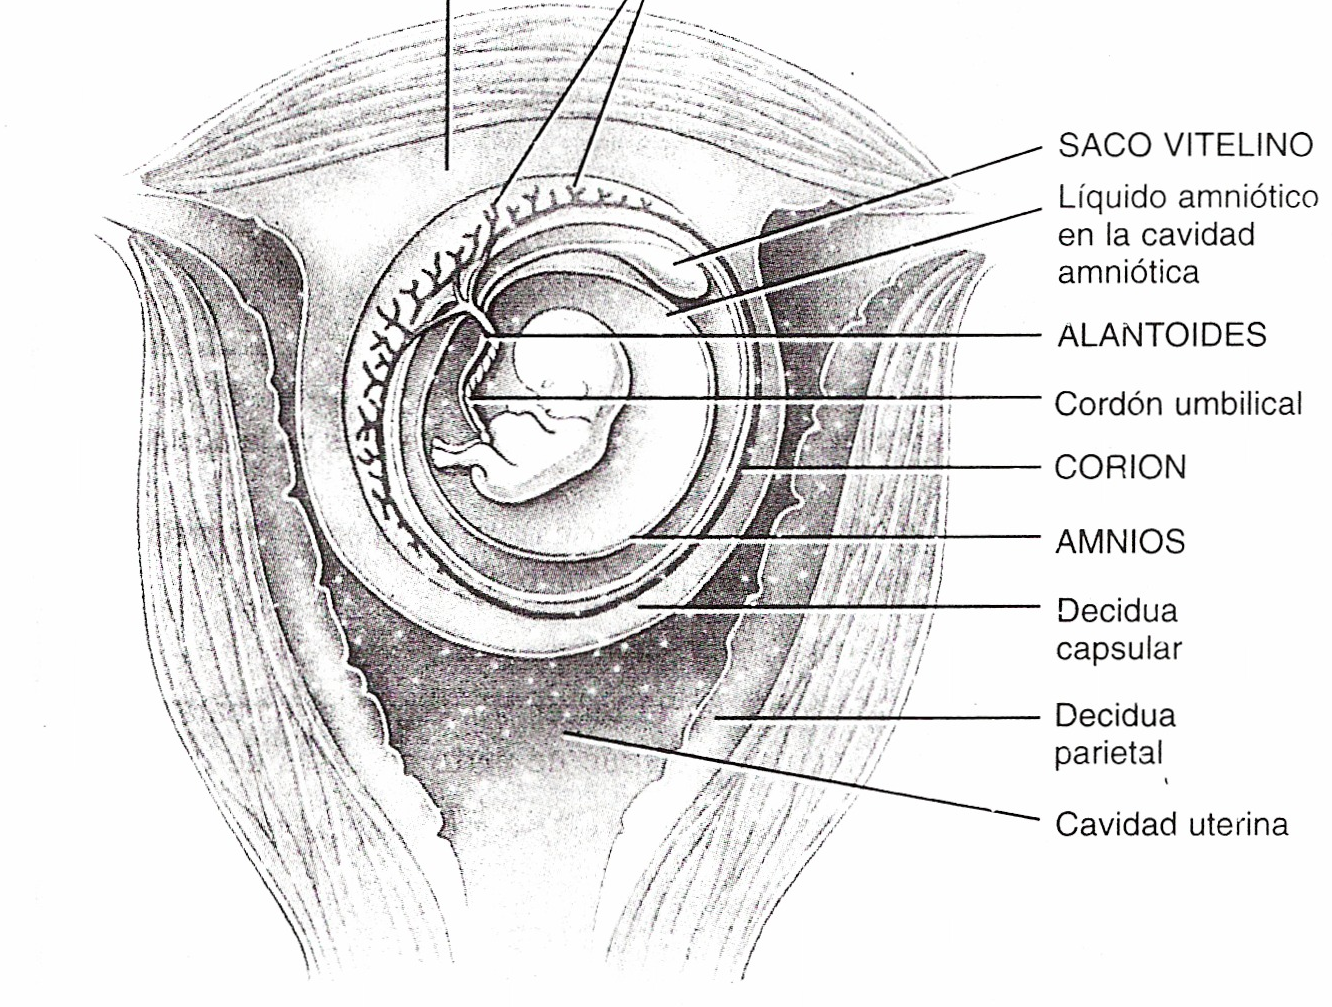 SACO VITELINO
Líquido amniótico
en la cavidad
amniótica
ALANTOIDES
Cordón umbilical
CORION
AMNIOS
Decidua
capsular
Decidua
parietal
Cavidad uterina